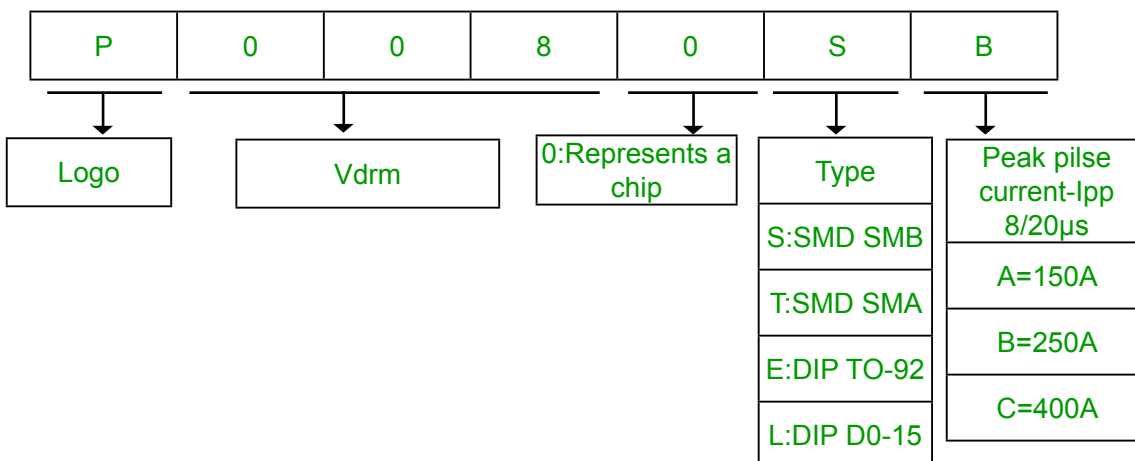 P 0 0 8 0 S B
Logo
Vdrm
0:Represents a
chip
Type
S:SMD SMB
T:SMD SMA
E:DIP TO-92
L:DIP D0-15
Peak pilse
current-Ipp
8/20μs
A=150A
B=250A
C=400A